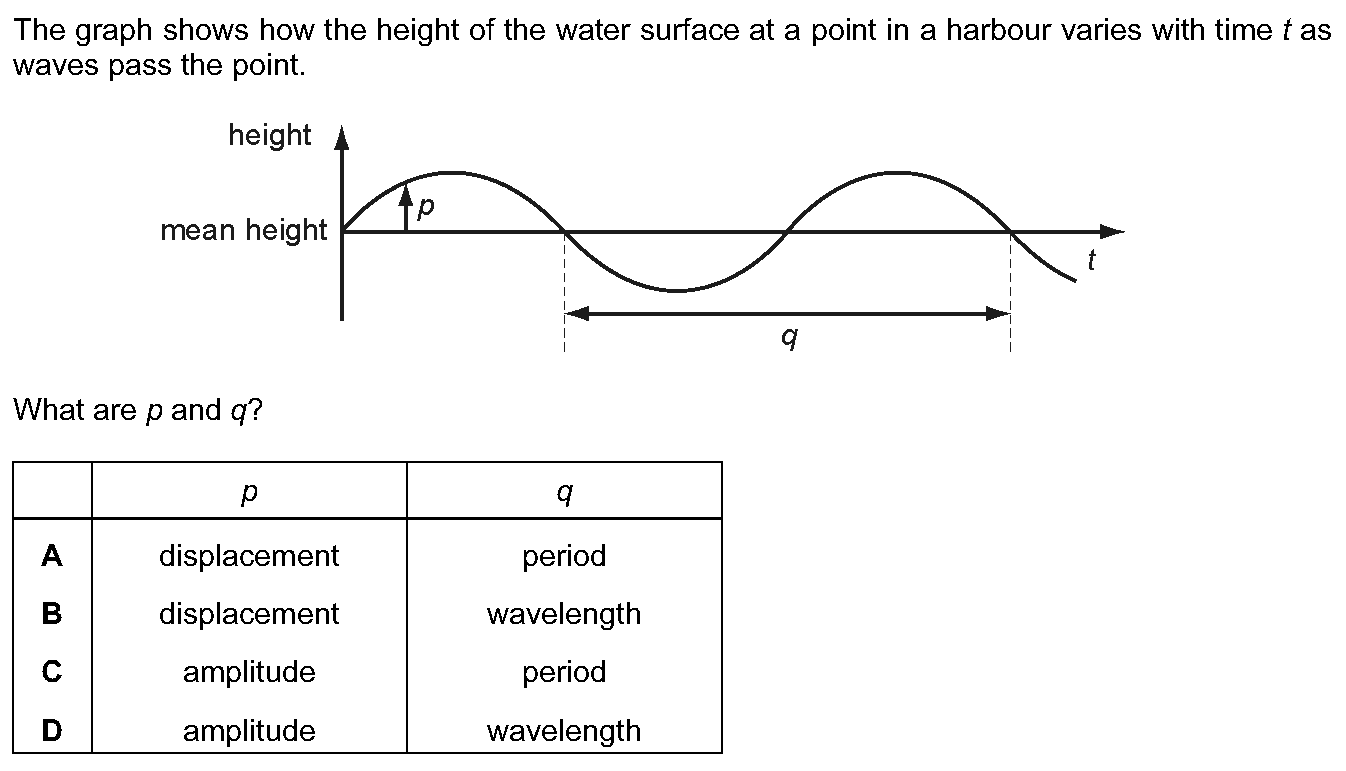 The graph shows how the height of the water surface at a point in a harbour varies with time t as
waves pass the point.
height
p
mean height
t
q
What are p and q?
p q
A displacement period
B displacement wavelength
C amplitude period
D amplitude wavelength